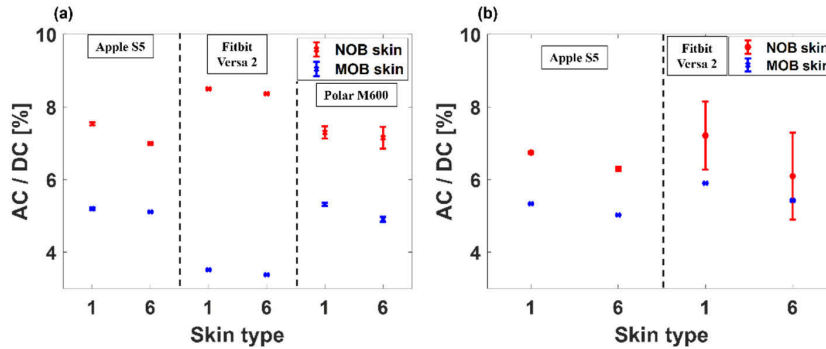 (a)
Apple S5
Fitbit
Versa 2
NOB skin
MOB skin
Polar M600
AC / DC [%]
10
8
6
4
1 6 1 6 1 6
Skin type
(b)
Apple S5
Fitbit
Versa 2
NOB skin
MOB skin
AC / DC [%]
10
8
6
4
1 6 1 6
Skin type